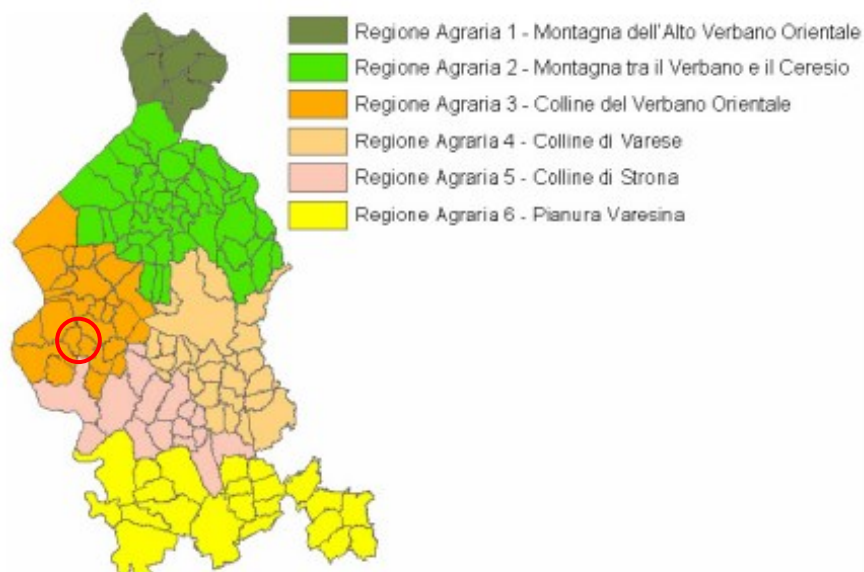 Regione Agraria 1 - Montagna dell'Alto Verbano Orientale
Regione Agraria 2 - Montagna tra il Verbano e il Ceresio
Regione Agraria 3 - Colline del Verbano Orientale
Regione Agraria 4 - Colline di Varese
Regione Agraria 5 - Colline di Strona
Regione Agraria 6 - Pianura Varesina